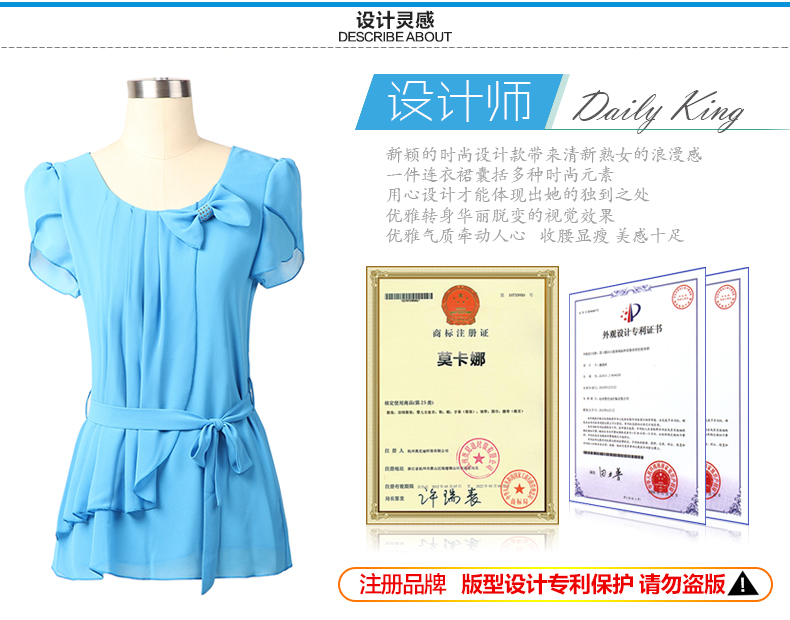 设计灵感
DESCRIBE ABOUT
设计师
Daily King
新颖的时尚设计款带来清新熟女的浪漫感
一件连衣裙囊括多种时尚元素
用心设计才能体现出她的独到之处
优雅转身华丽脱变的视觉效果
优雅气质牵动人心 收腰显瘦 美感十足
商标注册证
莫卡娜
核定使用商品(第25类)
注册人
注册地址
注册有效期限
局长签发
许瑞表
外观设计专利证书
注册品牌 版型设计专利保护 请勿盗版